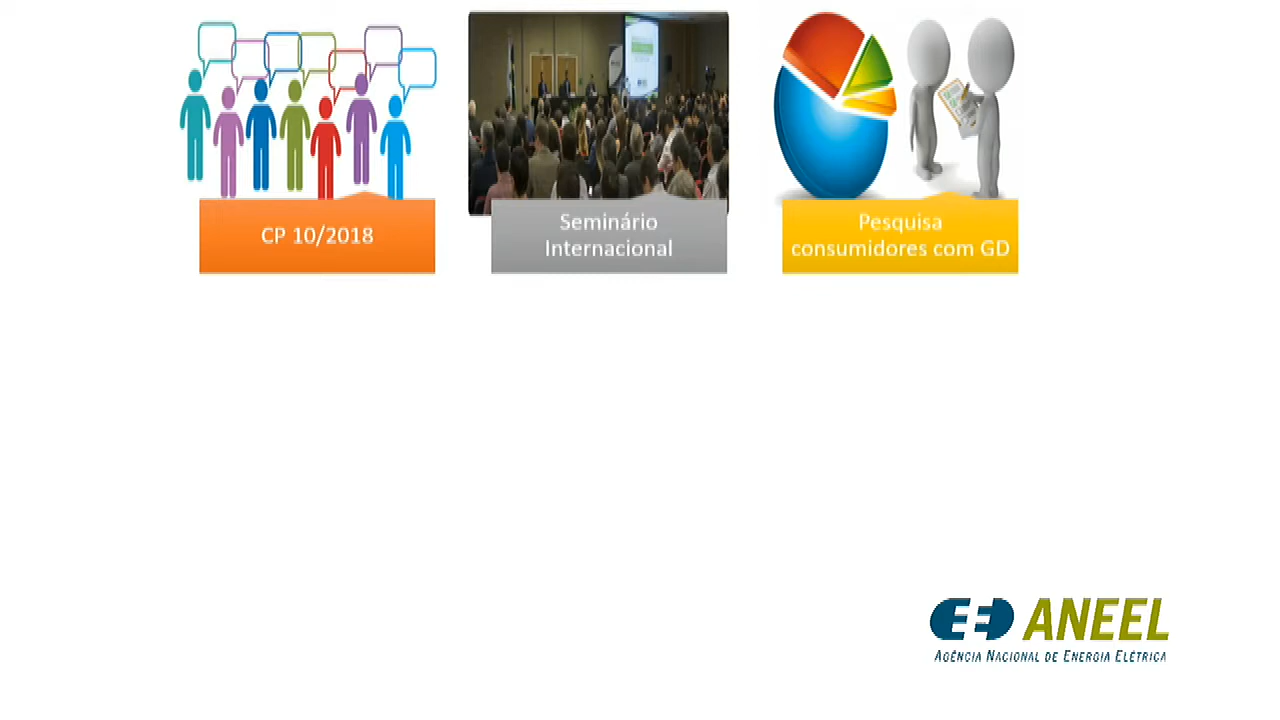 CP 10/2018
Seminário
Internacional
Pesquisa
consumidores com GD
ANEEL
AGÊNCIA NACIONAL DE ENERGIA ELÉTRICA